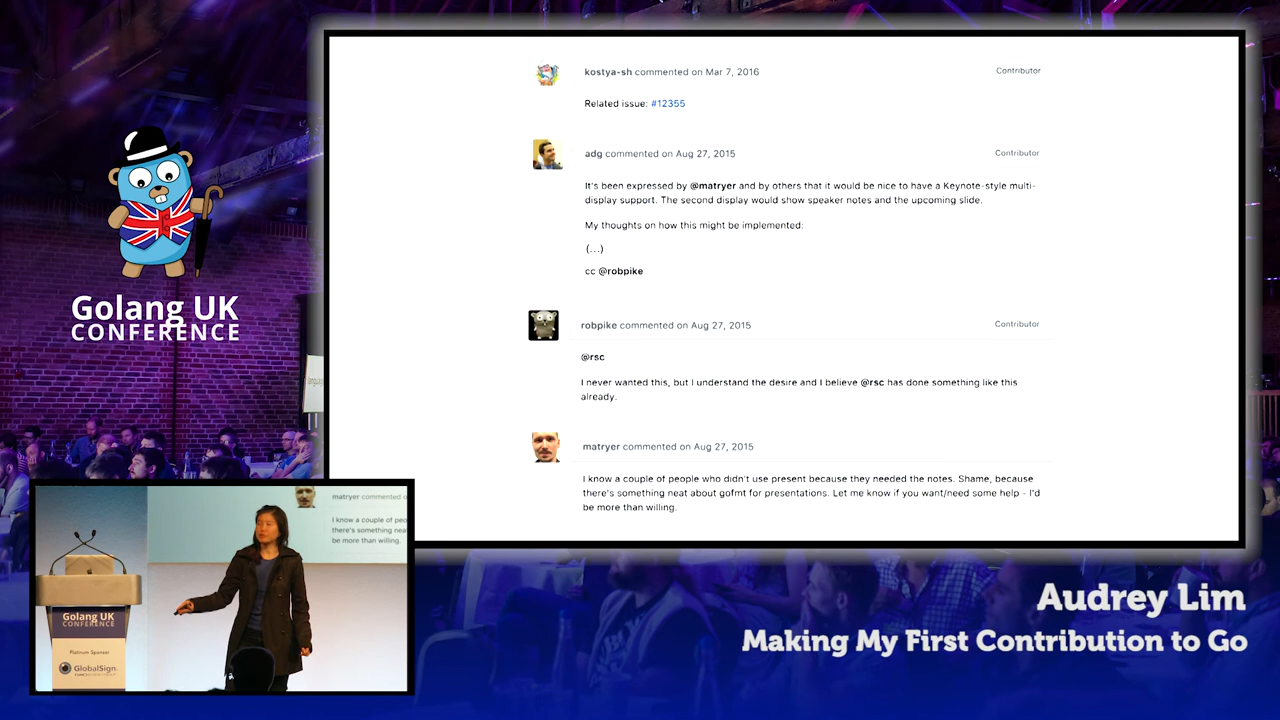 kostya-sh commented on Mar 7, 2016
Contributor
Related issue: #12355
adg commented on Aug 27, 2015
Contributor
It's been expressed by @matryer and by others that it would be nice to have a Keynote-style multi-
display support. The second display would show speaker notes and the upcoming slide.
My thoughts on how this might be implemented:
(...)
cc @robpike
robpike commented on Aug 27, 2015
Contributor
@rsc
I never wanted this, but I understand the desire and I believe @rsc has done something like this
already.
matryer commented on Aug 27, 2015
I know a couple of people who didn't use present because they needed the notes. Shame, because
there's something neat about gofmt for presentations. Let me know if you want/need some help - I'd
be more than willing.
Golang UK
CONFERENCE
matryer commented o
I know a couple of peo
there's something neat
be more than willing.
Golang UK
CONFERENCE
Platinum Sponsor
GlobalSign.
Audrey Lim
Making My First Contribution to Go